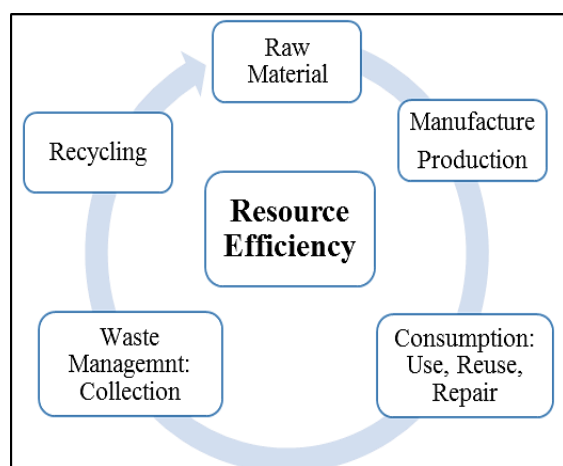 Raw
Material
Manufacture
Production
Recycling
Resource
Efficiency
Waste
Managemnt:
Collection
Consumption:
Use, Reuse,
Repair